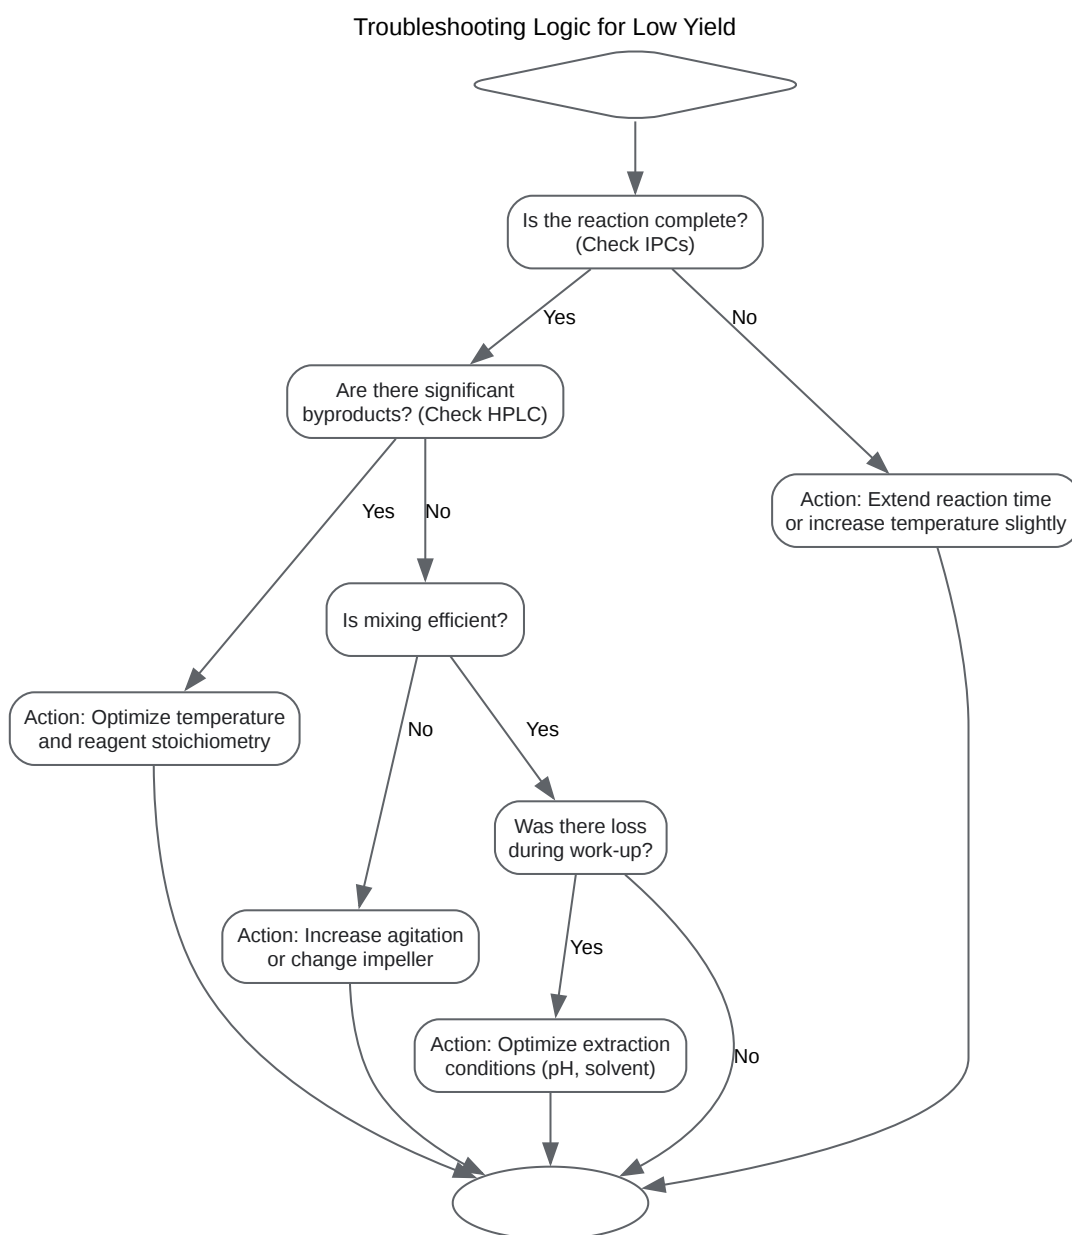 Troubleshooting Logic for Low Yield
Is the reaction complete?
(Check IPCs)
Yes
No
Are there significant
byproducts? (Check HPLC)
Action: Extend reaction time
or increase temperature slightly
Yes
No
Is mixing efficient?
Action: Optimize temperature
and reagent stoichiometry
No
Yes
Was there loss
during work-up?
Action: Increase agitation
or change impeller
Yes
Action: Optimize extraction
conditions (pH, solvent)
No